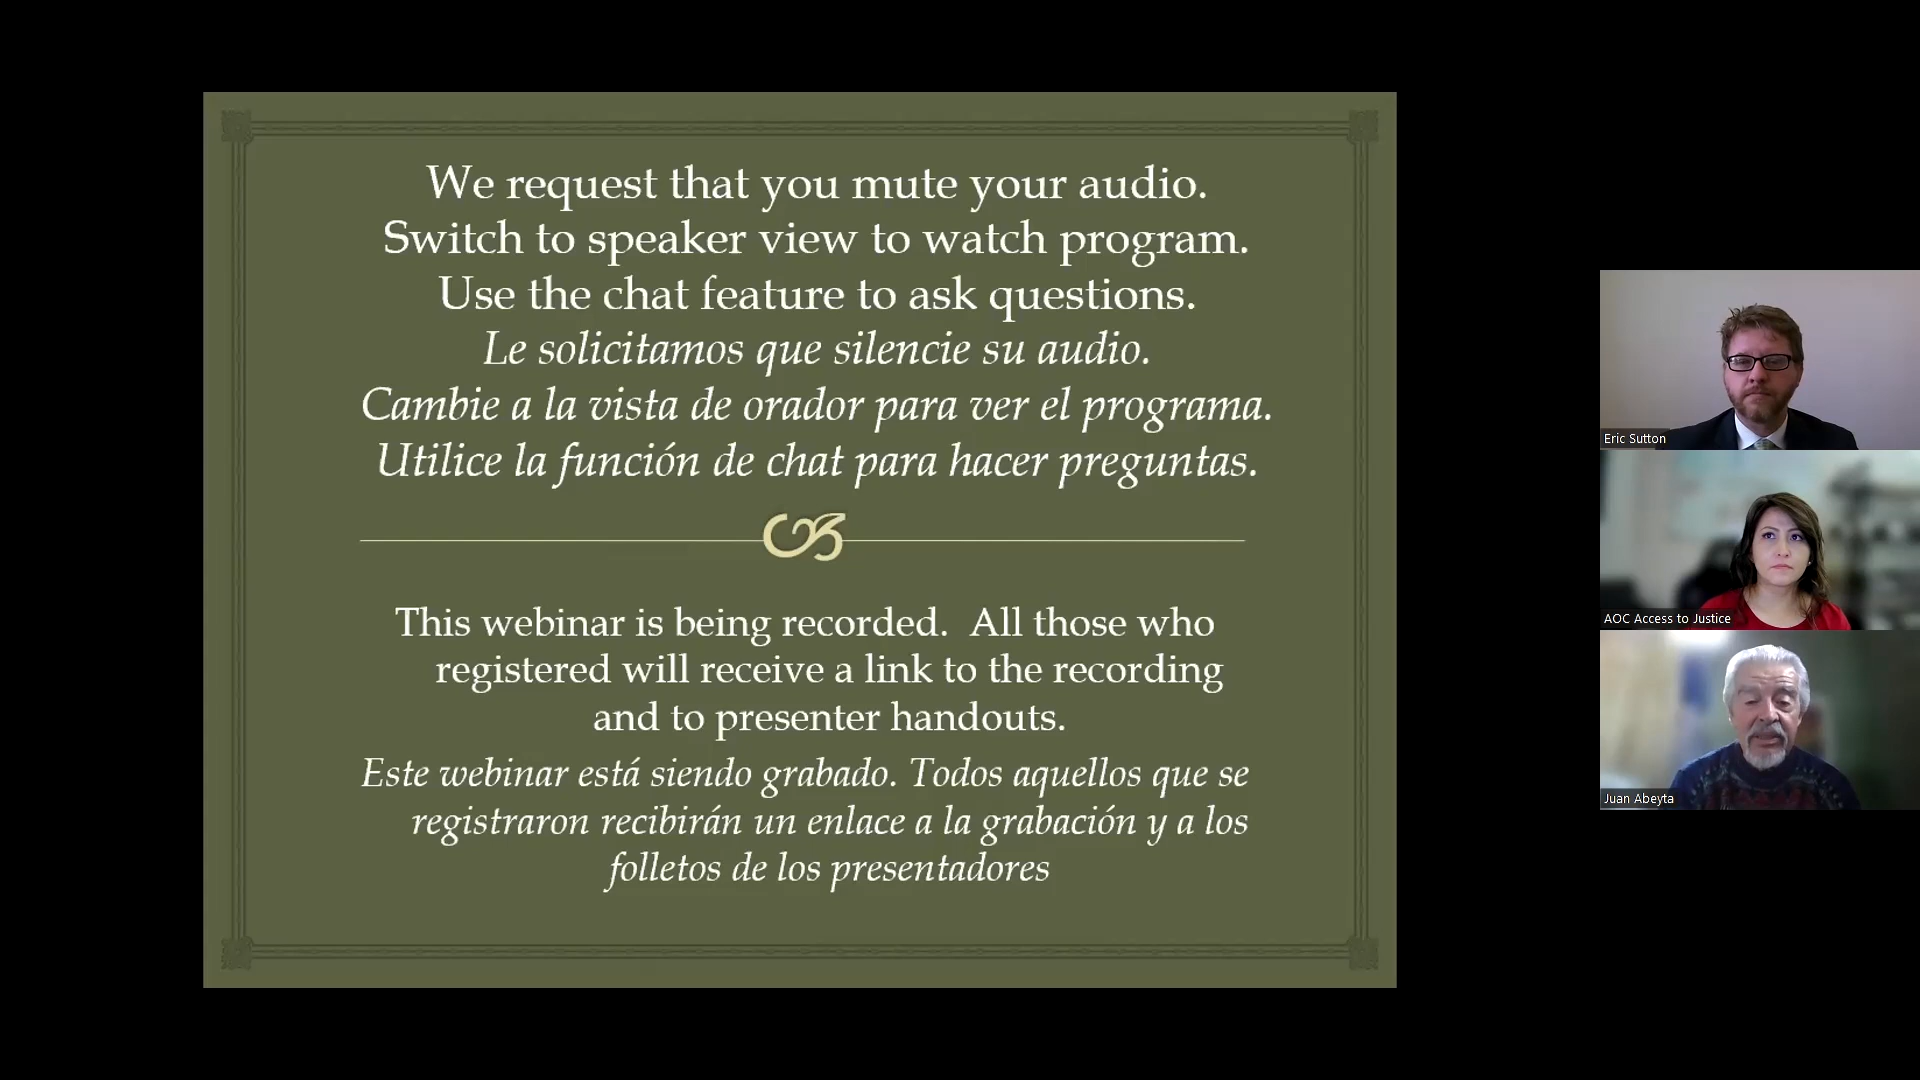 We request that you mute your audio.
Switch to speaker view to watch program.
Use the chat feature to ask questions.
Le solicitamos que silencie su audio.
Cambie a la vista de orador para ver el programa.
Utilice la función de chat para hacer preguntas.
This webinar is being recorded.  All those who
registered will receive a link to the recording
and to presenter handouts.
Este webinar está siendo grabado. Todos aquellos que se
registraron recibirán un enlace a la grabación y a los
folletos de los presentadores
Eric Sutton
AOC Access to Justice
Juan Abeyta